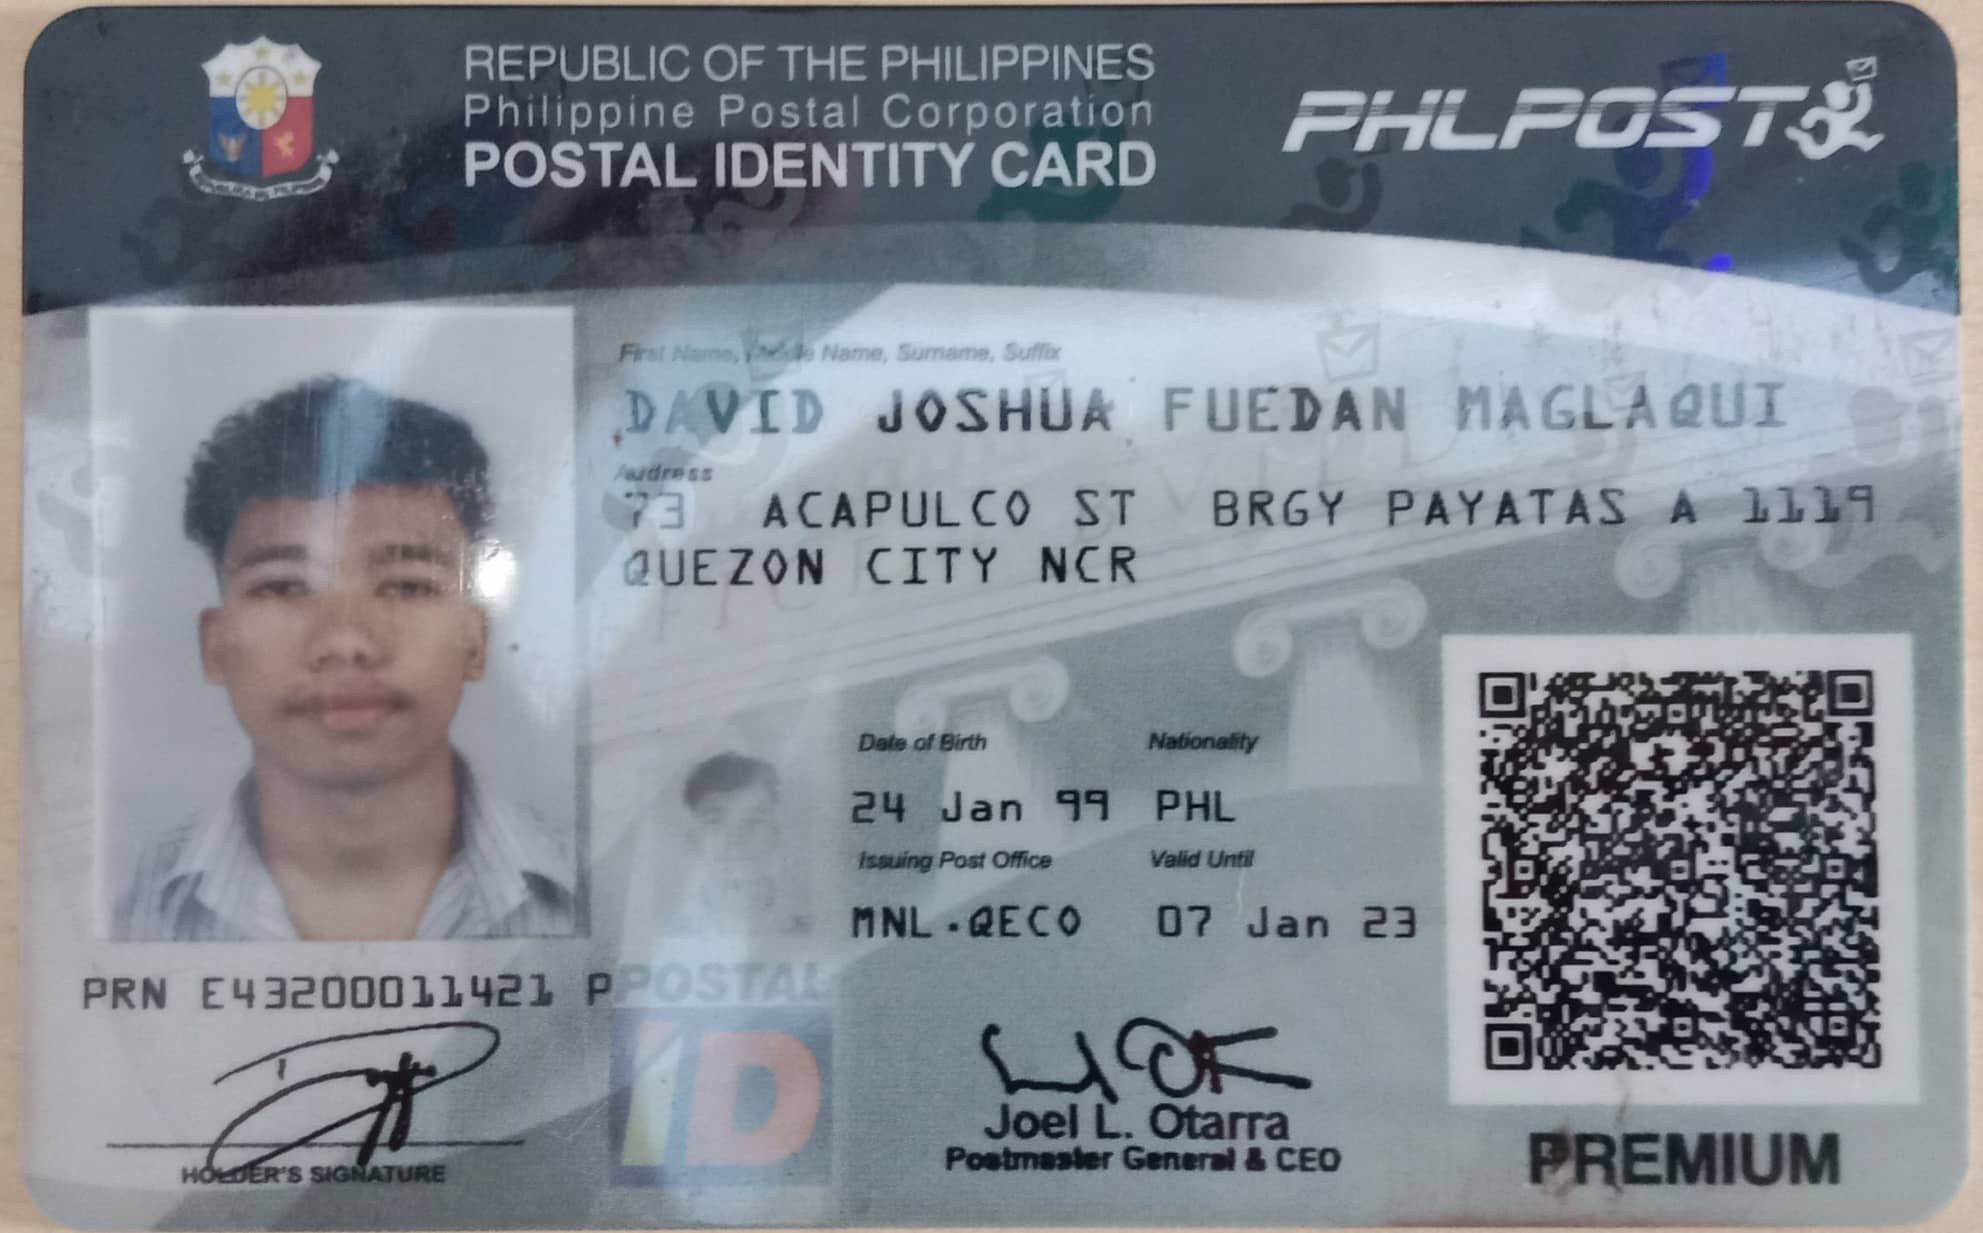 REPUBLIC OF THE PHILIPPINES
Philippine Postal Corporation
POSTAL IDENTITY CARD
PHLPOST
First Name, Middle Name, Surname, Suffix
DAVID JOSHUA FUEDAN MAGLAQUI
Address
73 ACAPULCO ST BRGY PAYATAS A 1119
QUEZON CITY NCR
Date of Birth Nationality
24 Jan 99 PHL
Issuing Post Office Valid Until
MNL.QECO 07 Jan 23
PRN E43200011421 P
POSTAL
iD
HOLDER'S SIGNATURE
Joel L. Otarra
Postmaster General & CEO
PREMIUM